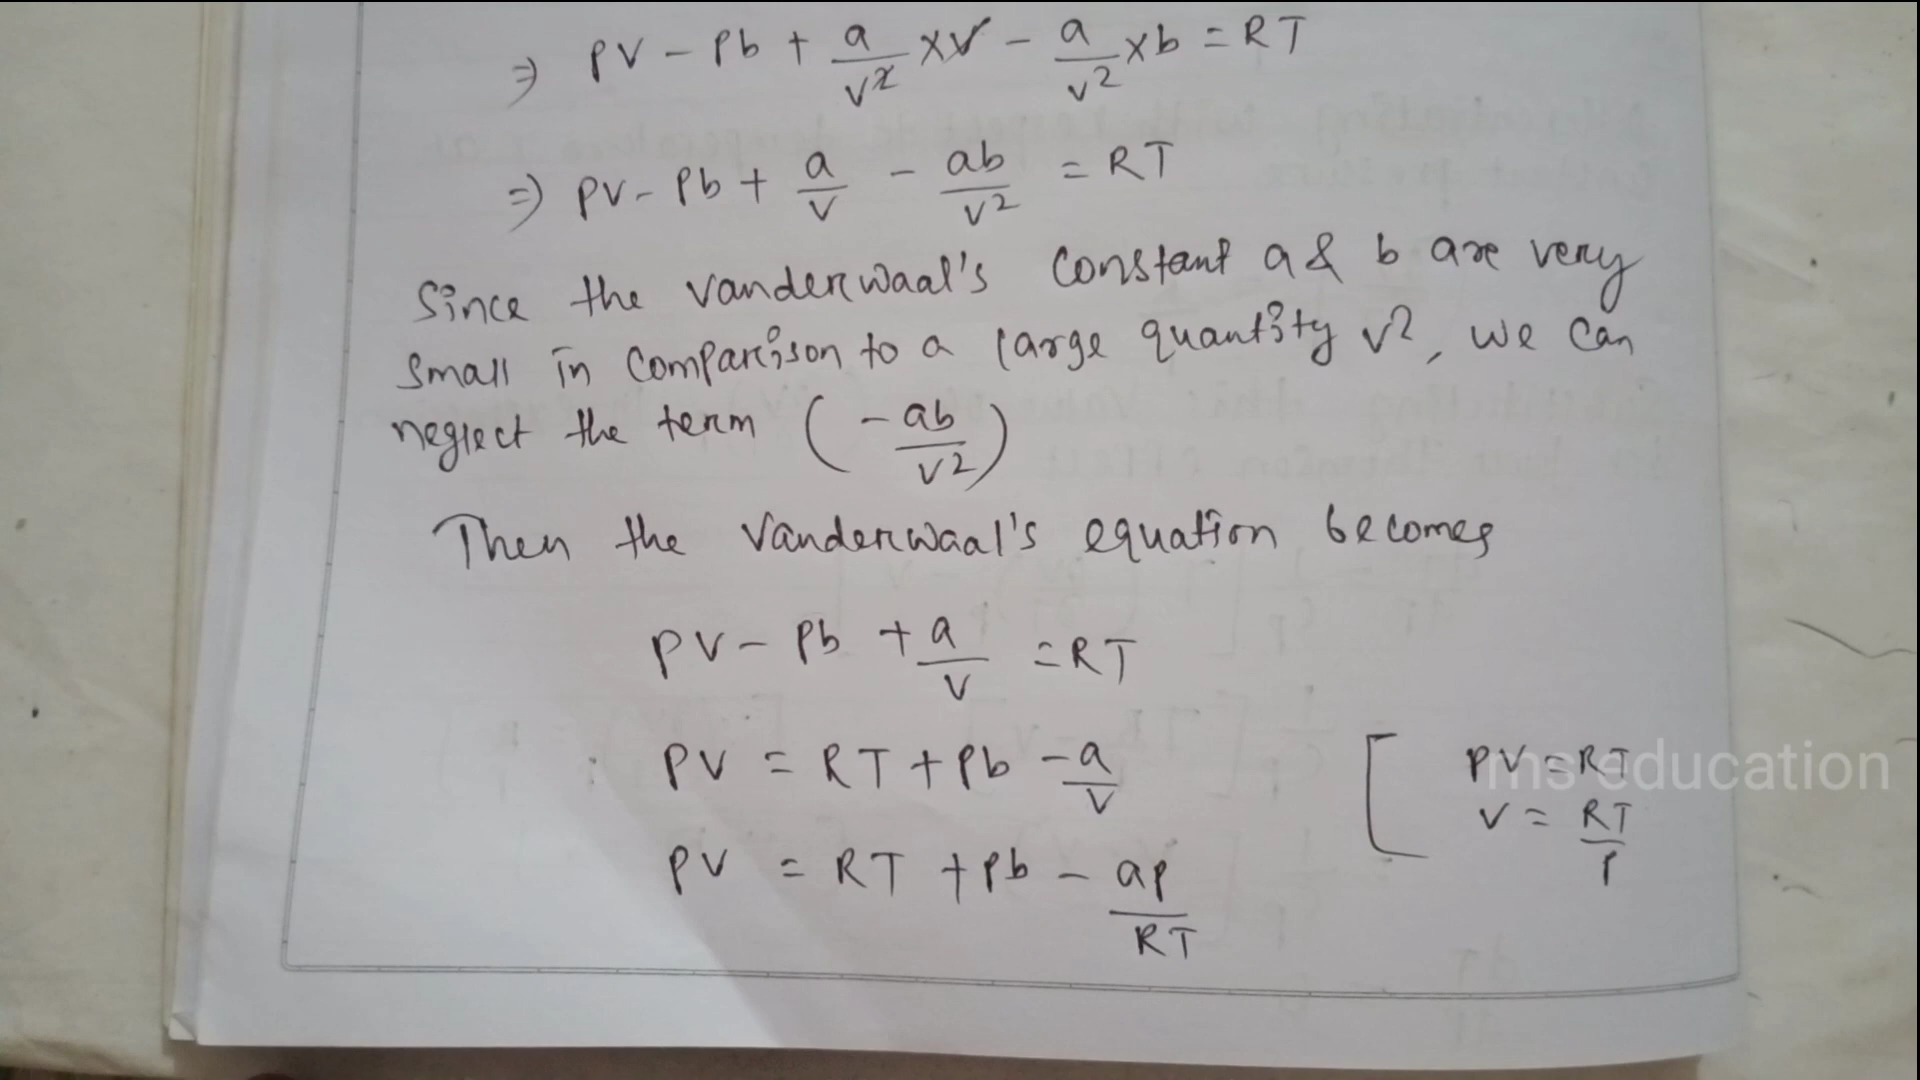 ⇒ PV - Pb + a/v² × v - a/v² × b = RT
⇒ PV - Pb + a/v - ab/v² = RT
Since the Vanderwaal's Constant a & b are very
small in comparison to a large quantity v², we can
neglect the term (-ab/v²)
Then the Vanderwaal's equation becomes
PV - Pb + a/v = RT
PV = RT + Pb - a/v
[ PV = RT
ms education
V = RT/P
PV = RT + Pb - aP/RT